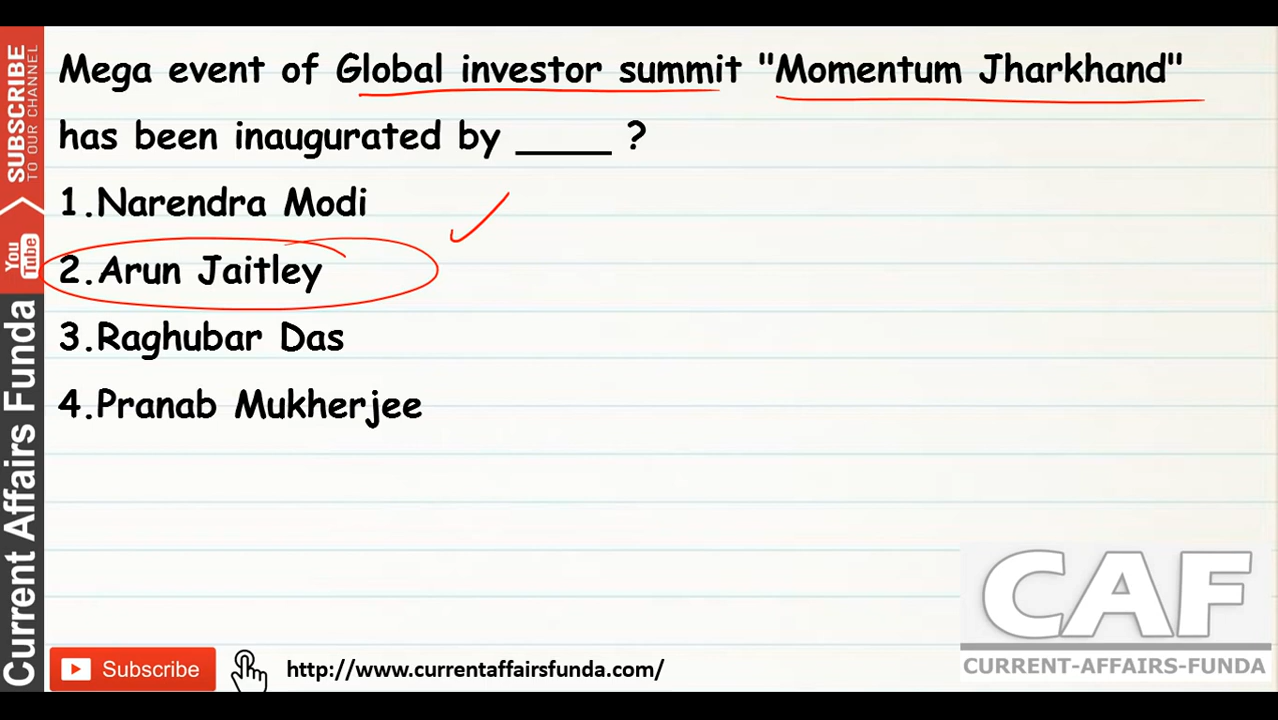 Mega event of Global investor summit "Momentum Jharkhand"
has been inaugurated by ____ ?
1.Narendra Modi
2.Arun Jaitley
3.Raghubar Das
4.Pranab Mukherjee
SUBSCRIBE
TO OUR CHANNEL
You
Tube
Current Affairs Funda
CAF
CURRENT-AFFAIRS-FUNDA
Subscribe
http://www.currentaffairsfunda.com/